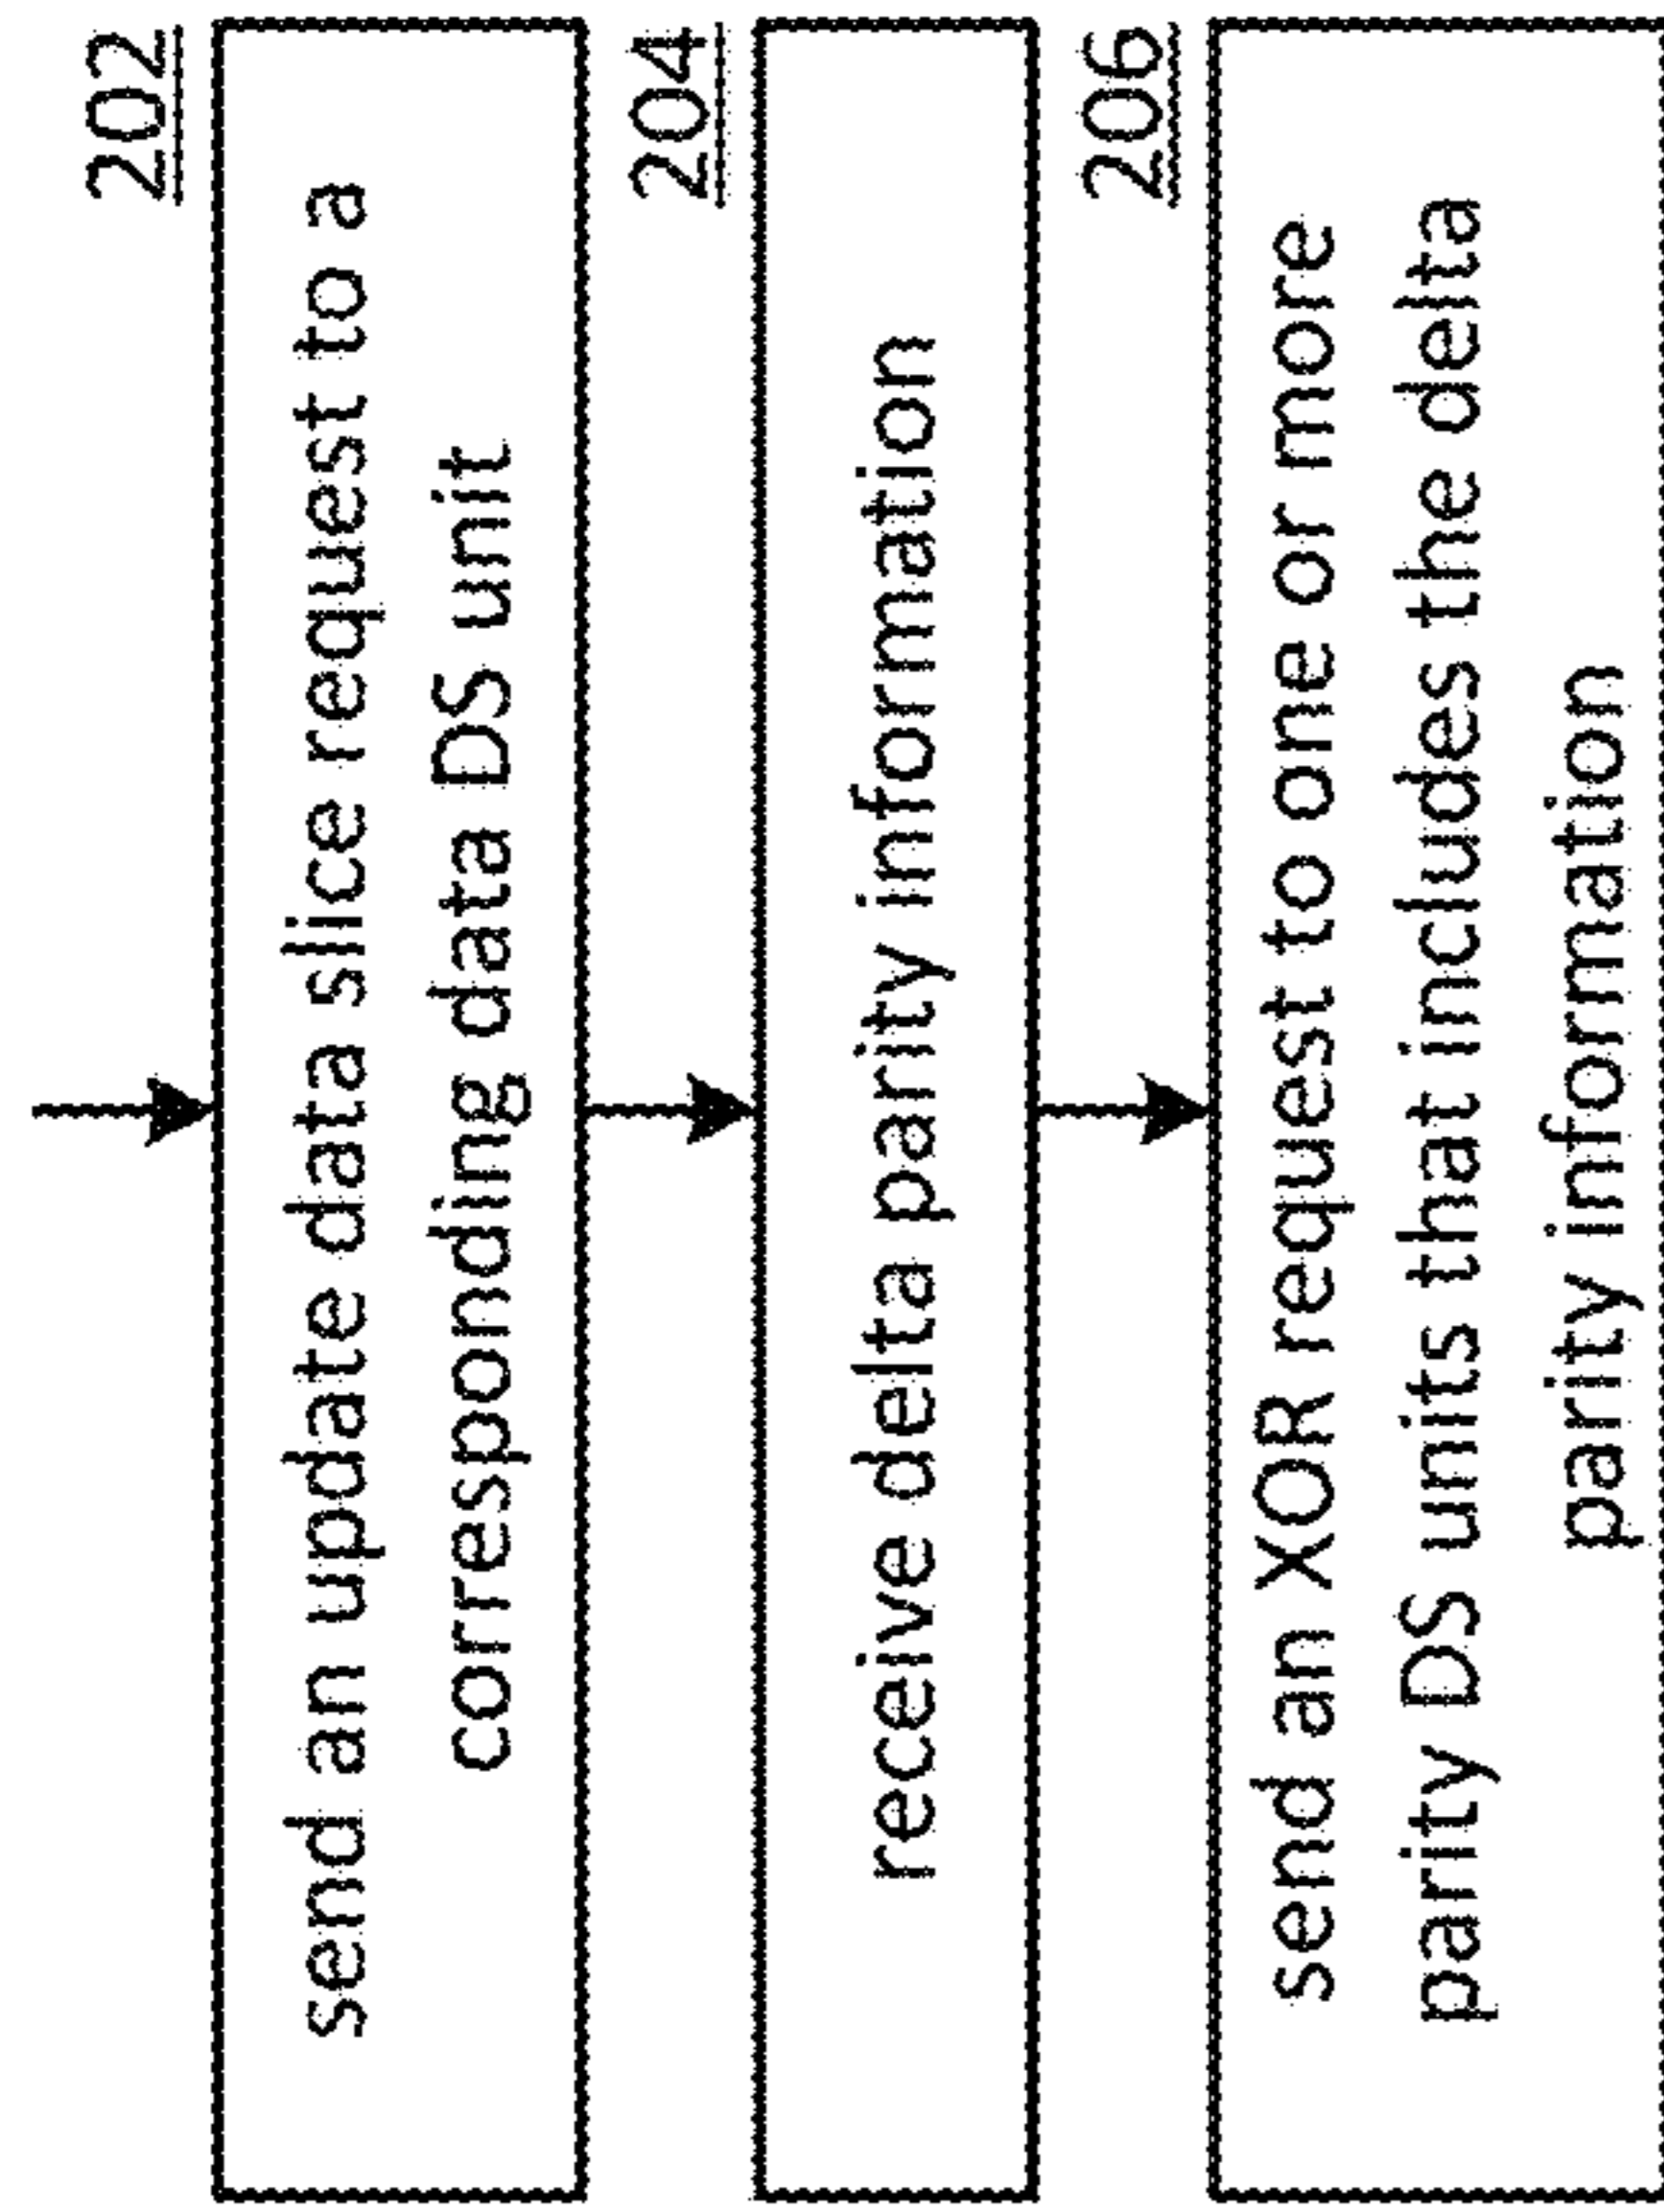 202
send an update data slice request to a
corresponding data DS unit
204
receive delta parity information
206
send an XOR request to one or more
parity DS units that includes the delta
parity information